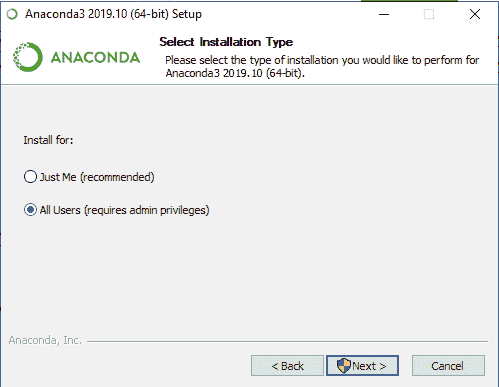 Anaconda3 2019.10 (64-bit) Setup
ANACONDA
Select Installation Type
Please select the type of installation you would like to perform for
Anaconda3 2019.10 (64-bit).
Install for:
Just Me (recommended)
All Users (requires admin privileges)
Anaconda, Inc.
< Back Next > Cancel